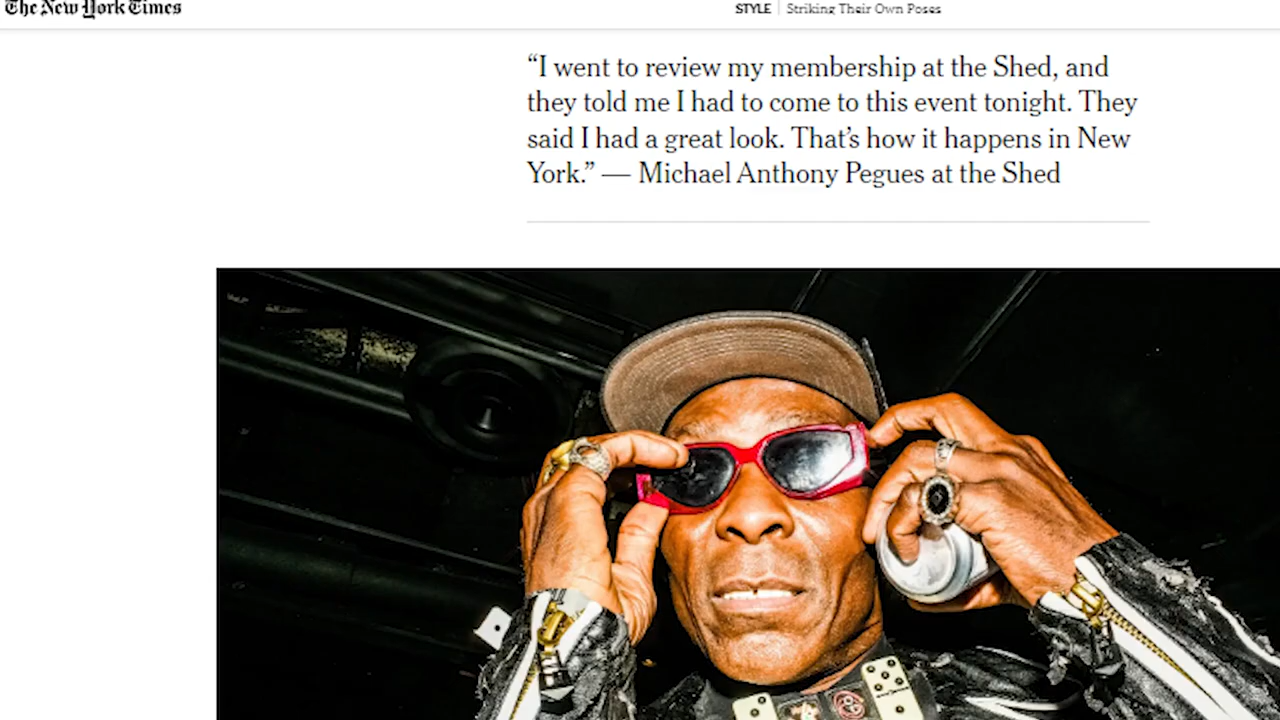 The New York Times
STYLE | Striking Their Own Poses
“I went to review my membership at the Shed, and
they told me I had to come to this event tonight. They
said I had a great look. That’s how it happens in New
York.” — Michael Anthony Pegues at the Shed